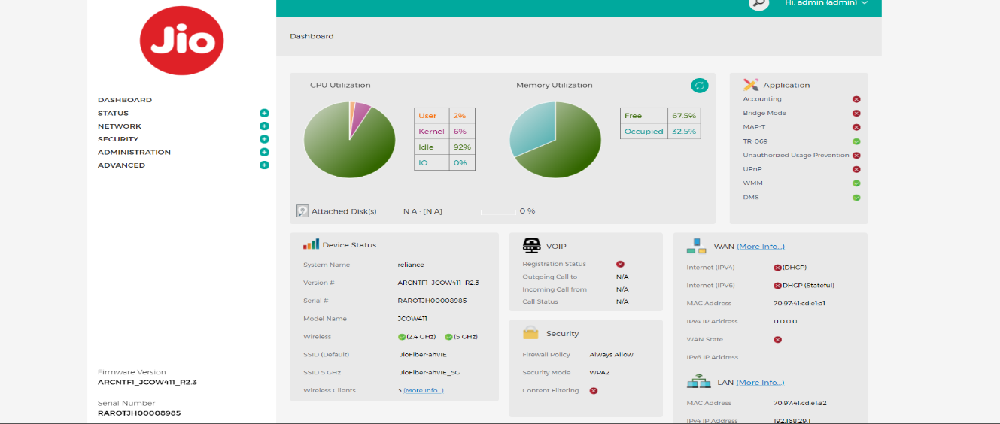 Jio
Hi, admin (admin)
Dashboard
DASHBOARD
STATUS
NETWORK
SECURITY
ADMINISTRATION
ADVANCED
Firmware Version
ARCNTF1_JCOW411_R2.3
Serial Number
RAROTJH00008985
CPU Utilization
User 2%
Kernel 6%
Idle 92%
IO 0%
Memory Utilization
Free 67.5%
Occupied 32.5%
Attached Disk(s) N.A : [N.A] 0 %
Application
Accounting
Bridge Mode
MAP-T
TR-069
Unauthorized Usage Prevention
UPnP
WMM
DMS
Device Status
System Name reliance
Version # ARCNTF1_JCOW411_R2.3
Serial # RAROTJH00008985
Model Name JCOW411
Wireless (2.4 GHz) (5 GHz)
SSID (Default) JioFiber-ahv1E
SSID 5 GHz JioFiber-ahv1E_5G
Wireless Clients 3 (More Info...)
VOIP
Registration Status
Outgoing Call to N/A
Incoming Call from N/A
Call Status N/A
Security
Firewall Policy Always Allow
Security Mode WPA2
Content Filtering
WAN (More Info...)
Internet (IPV4) (DHCP)
Internet (IPV6) DHCP (Stateful)
MAC Address 70:97:41:cd:e1:a1
IPv4 IP Address 0.0.0.0
WAN State
IPv6 IP Address
LAN (More Info...)
MAC Address 70:97:41:cd:e1:a2
IPv4 IP Address 192.168.29.1